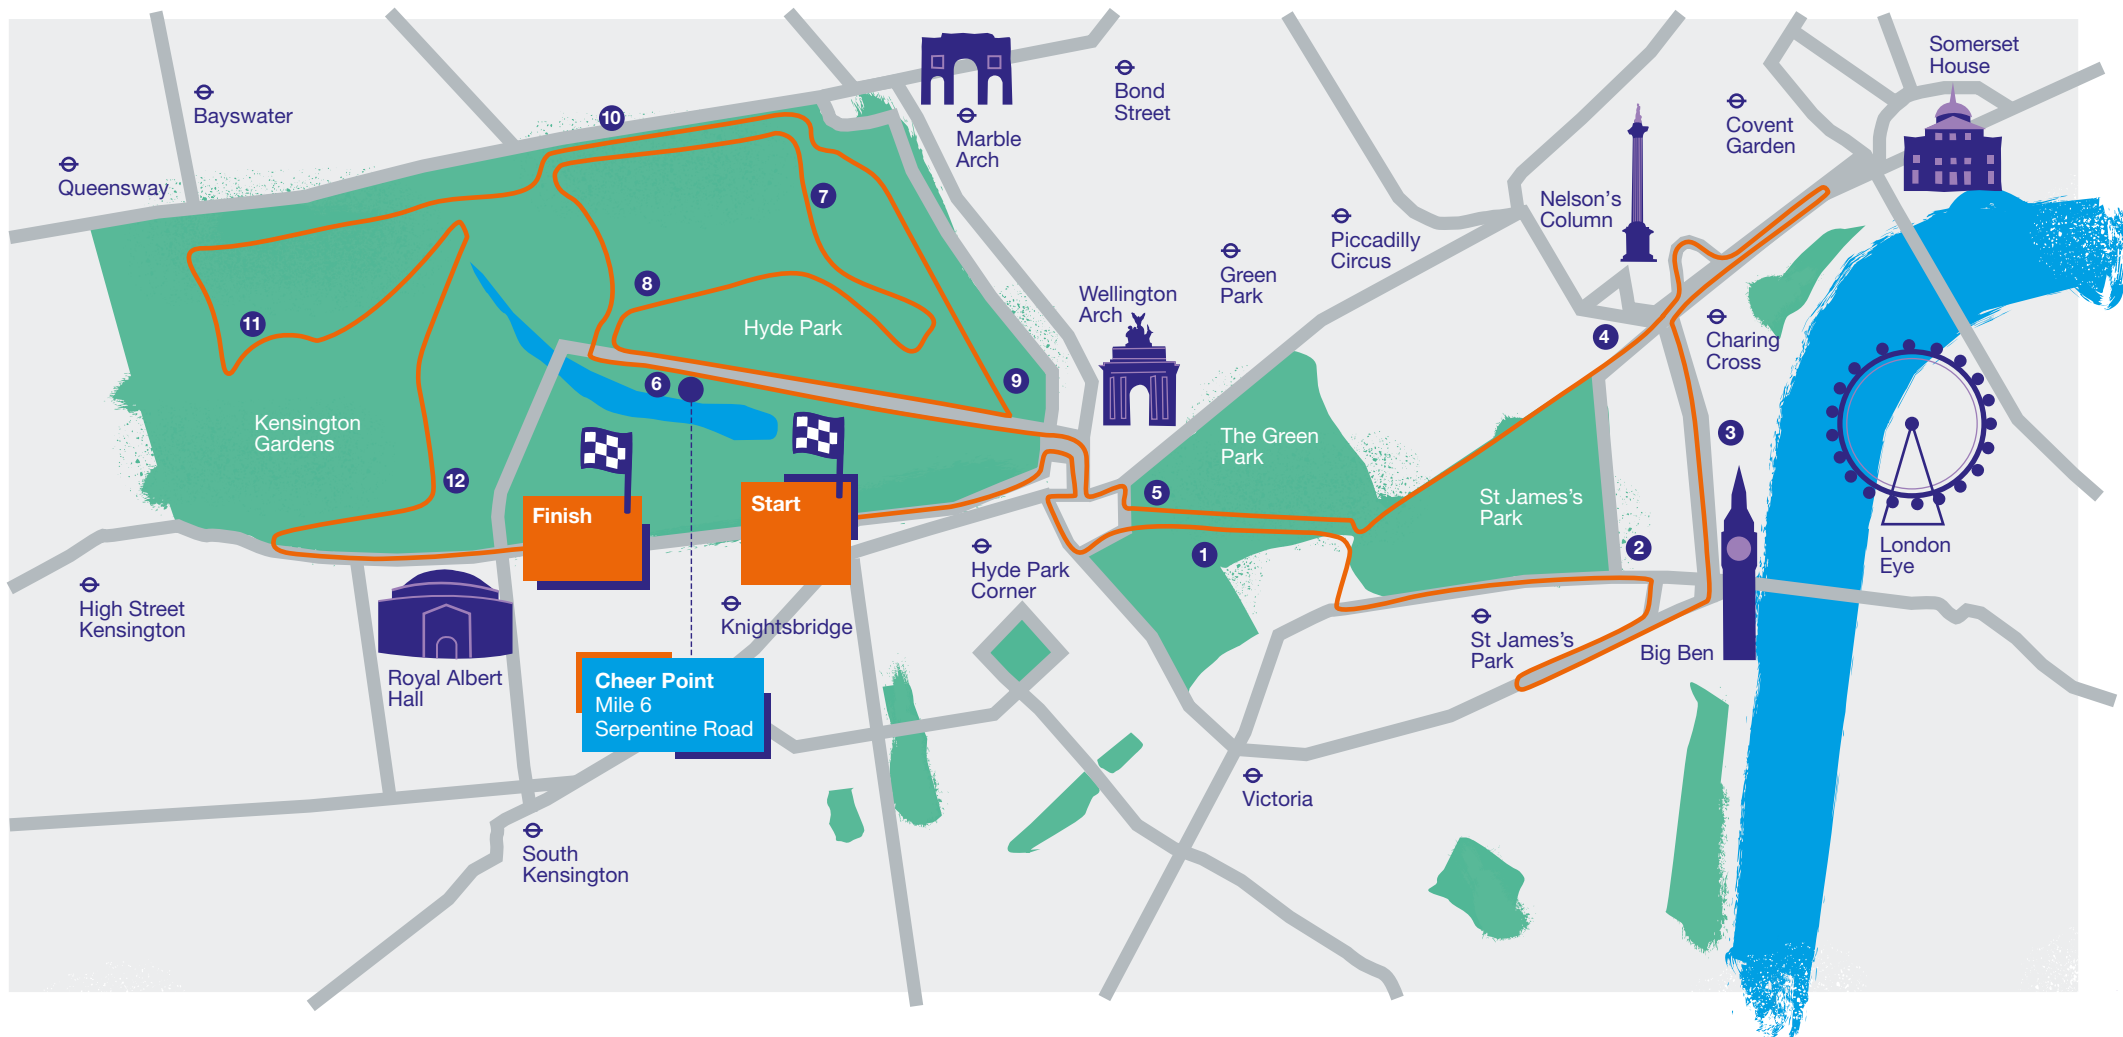 Somerset
House
Bayswater
Queensway
10
Marble
Arch
Bond
Street
Covent
Garden
7
Nelson's
Column
Piccadilly
Circus
Green
Park
8
Hyde Park
11
Wellington
Arch
4
Charing
Cross
6
9
Kensington
Gardens
12
The Green
Park
3
5
St James's
Park
Finish
Start
1
2
London
Eye
High Street
Kensington
Hyde Park
Corner
Knightsbridge
St James's
Park
Big Ben
Royal Albert
Hall
Cheer Point
Mile 6
Serpentine Road
Victoria
South
Kensington